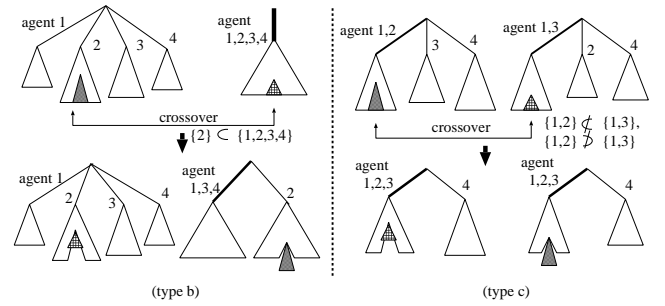 agent 1
2
3
4
agent
1,2,3,4
crossover
{2} ⊂ {1,2,3,4}
agent 1
2
3
4
agent
1,3,4
2
(type b)
agent 1,2
3
4
agent 1,3
2
4
crossover
{1,2} ⊄ {1,3},
{1,2} ⊅ {1,3}
agent
1,2,3
4
agent
1,2,3
4
(type c)